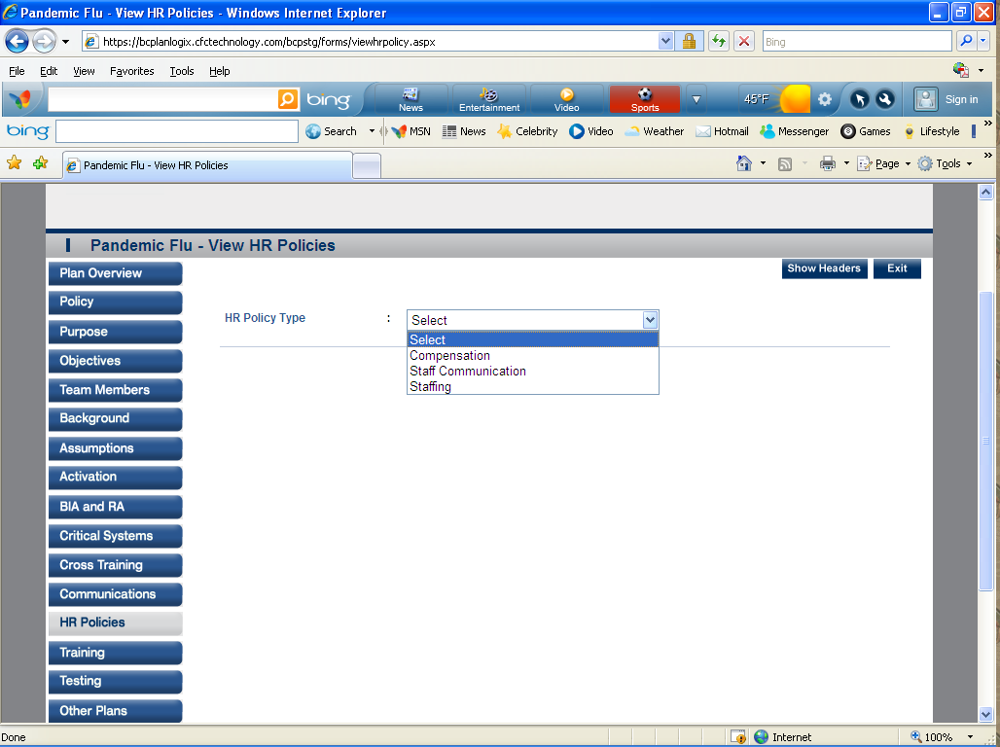 Pandemic Flu - View HR Policies - Windows Internet Explorer
https://bcplanlogix.cfctechnology.com/bcpstg/forms/viewhrpolicy.aspx Bing
File Edit View Favorites Tools Help
bing News Entertainment Video Sports 45°F Sign in
bing Search MSN News Celebrity Video Weather Hotmail Messenger Games Lifestyle »
Pandemic Flu - View HR Policies Page Tools »
Pandemic Flu - View HR Policies
Show Headers Exit
Plan Overview
Policy
Purpose
Objectives
Team Members
Background
Assumptions
Activation
BIA and RA
Critical Systems
Cross Training
Communications
HR Policies
Training
Testing
Other Plans
HR Policy Type : Select
Select
Compensation
Staff Communication
Staffing
Done Internet 100%